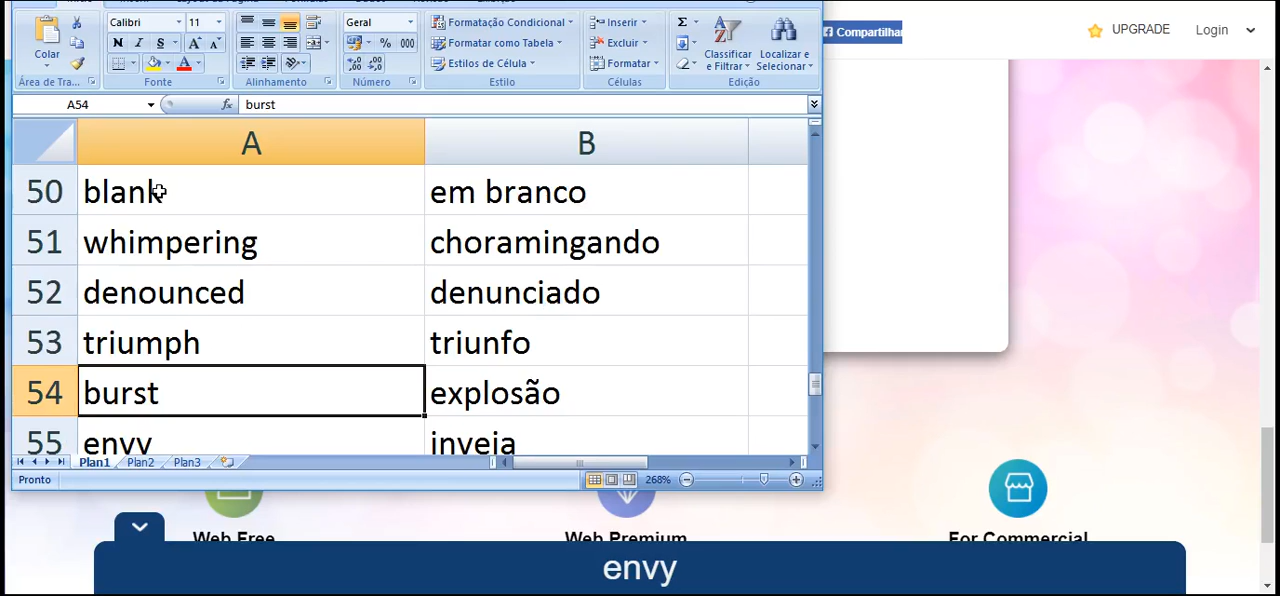 Calibri 11 Geral Formatação Condicional Inserir Σ
Compartilhar UPGRADE Login
Colar N I S A A % 000 Formatar como Tabela Excluir Classificar e Filtrar Localizar e Selecionar
A Estilos de Célula Formatar
Área de Tra... Fonte Alinhamento Número Estilo Células Edição
A54 fx burst
A B
50 blank em branco
51 whimpering choramingando
52 denounced denunciado
53 triumph triunfo
54 burst explosão
55 envy inveja
Plan1 Plan2 Plan3
Pronto 268%
Web Free Web Premium For Commercial
envy